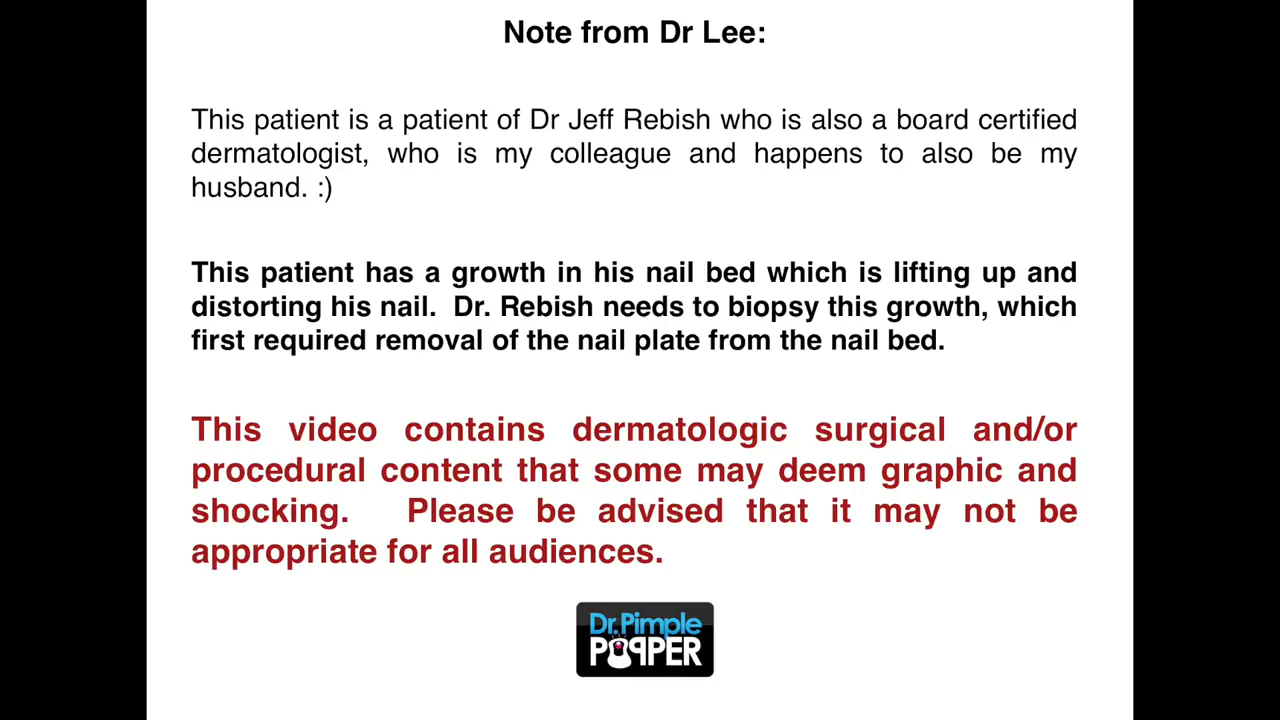 Note from Dr Lee:
This patient is a patient of Dr Jeff Rebish who is also a board certified
dermatologist, who is my colleague and happens to also be my
husband. :)
This patient has a growth in his nail bed which is lifting up and
distorting his nail.  Dr. Rebish needs to biopsy this growth, which
first required removal of the nail plate from the nail bed.
This video contains dermatologic surgical and/or
procedural content that some may deem graphic and
shocking.   Please be advised that it may not be
appropriate for all audiences.
Dr.Pimple
POPPER